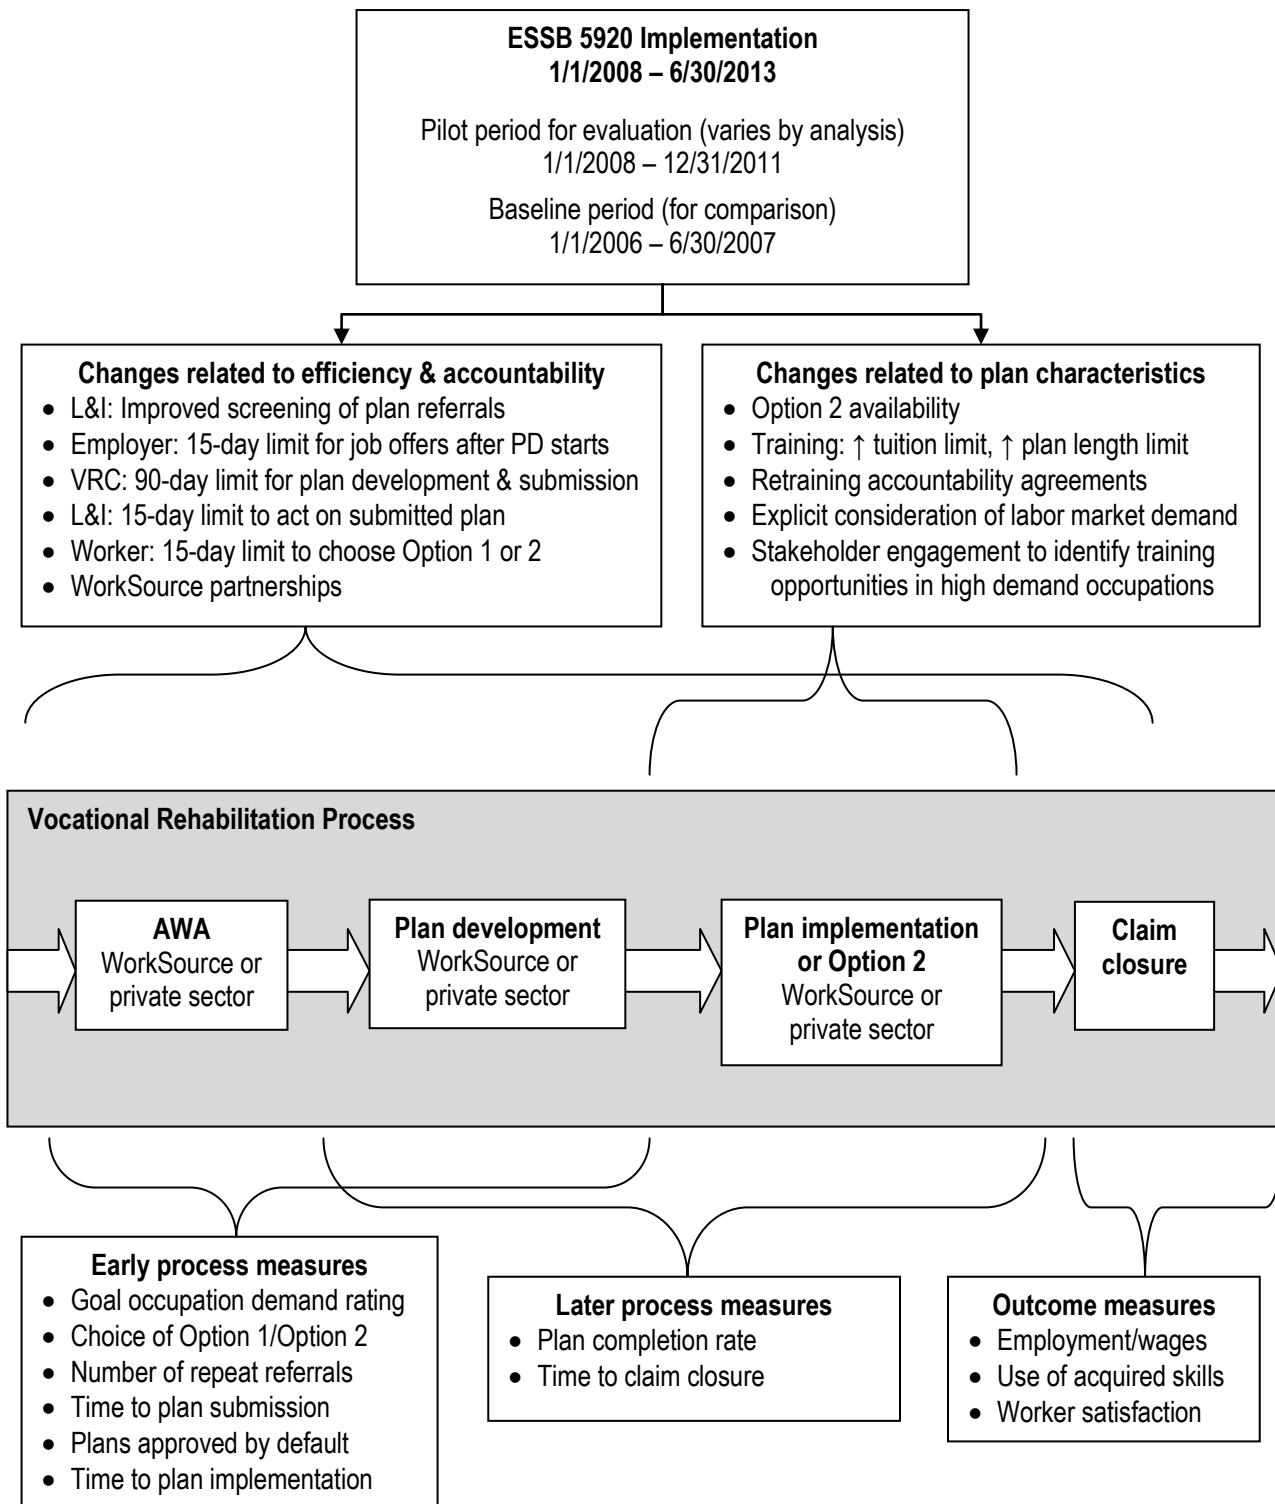 ESSB 5920 Implementation
1/1/2008 – 6/30/2013
Pilot period for evaluation (varies by analysis)
1/1/2008 – 12/31/2011
Baseline period (for comparison)
1/1/2006 – 6/30/2007
Changes related to efficiency & accountability
• L&I: Improved screening of plan referrals
• Employer: 15-day limit for job offers after PD starts
• VRC: 90-day limit for plan development & submission
• L&I: 15-day limit to act on submitted plan
• Worker: 15-day limit to choose Option 1 or 2
• WorkSource partnerships
Changes related to plan characteristics
• Option 2 availability
• Training: ↑ tuition limit, ↑ plan length limit
• Retraining accountability agreements
• Explicit consideration of labor market demand
• Stakeholder engagement to identify training
opportunities in high demand occupations
Vocational Rehabilitation Process
AWA
WorkSource or
private sector
Plan development
WorkSource or
private sector
Plan implementation
or Option 2
WorkSource or
private sector
Claim
closure
Early process measures
• Goal occupation demand rating
• Choice of Option 1/Option 2
• Number of repeat referrals
• Time to plan submission
• Plans approved by default
• Time to plan implementation
Later process measures
• Plan completion rate
• Time to claim closure
Outcome measures
• Employment/wages
• Use of acquired skills
• Worker satisfaction